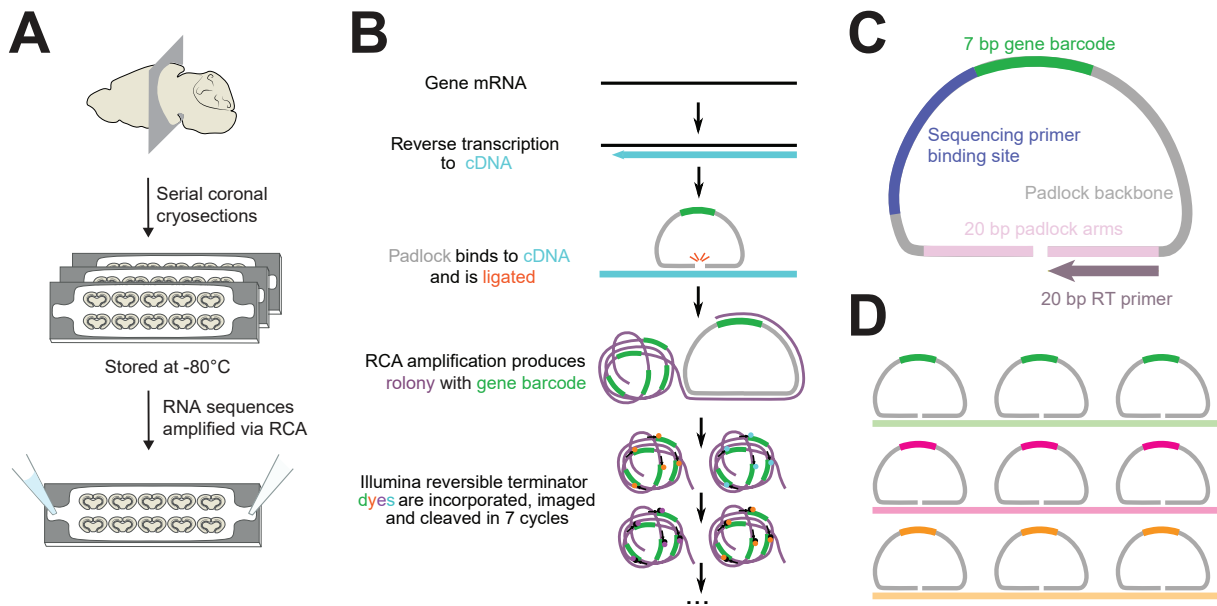 A
Serial coronal
cryosections
Stored at -80°C
RNA sequences
amplified via RCA
B
Gene mRNA
Reverse transcription
to cDNA
Padlock binds to cDNA
and is ligated
RCA amplification produces
rolony with gene barcode
Illumina reversible terminator
dyes are incorporated, imaged
and cleaved in 7 cycles
...
C
7 bp gene barcode
Sequencing primer
binding site
Padlock backbone
20 bp padlock arms
20 bp RT primer
D